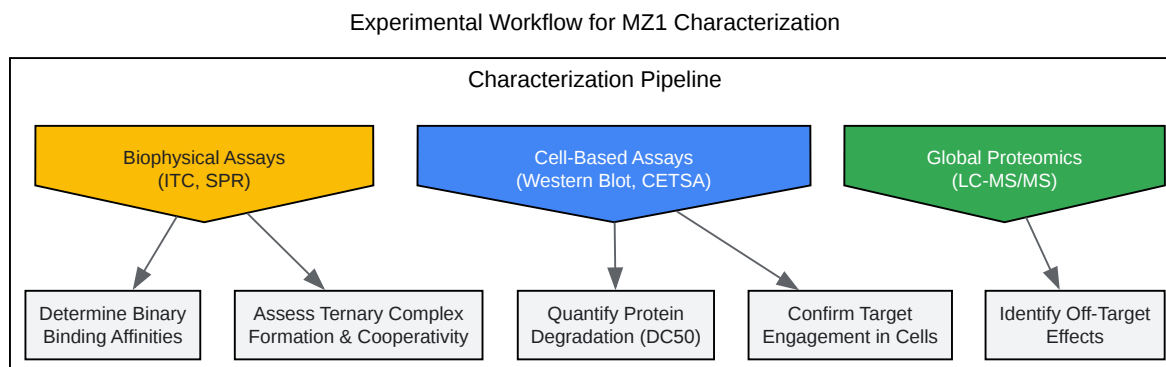 Experimental Workflow for MZ1 Characterization
Characterization Pipeline
Biophysical Assays
(ITC, SPR)
Cell-Based Assays
(Western Blot, CETSA)
Global Proteomics
(LC-MS/MS)
Determine Binary
Binding Affinities
Assess Ternary Complex
Formation & Cooperativity
Quantify Protein
Degradation (DC50)
Confirm Target
Engagement in Cells
Identify Off-Target
Effects